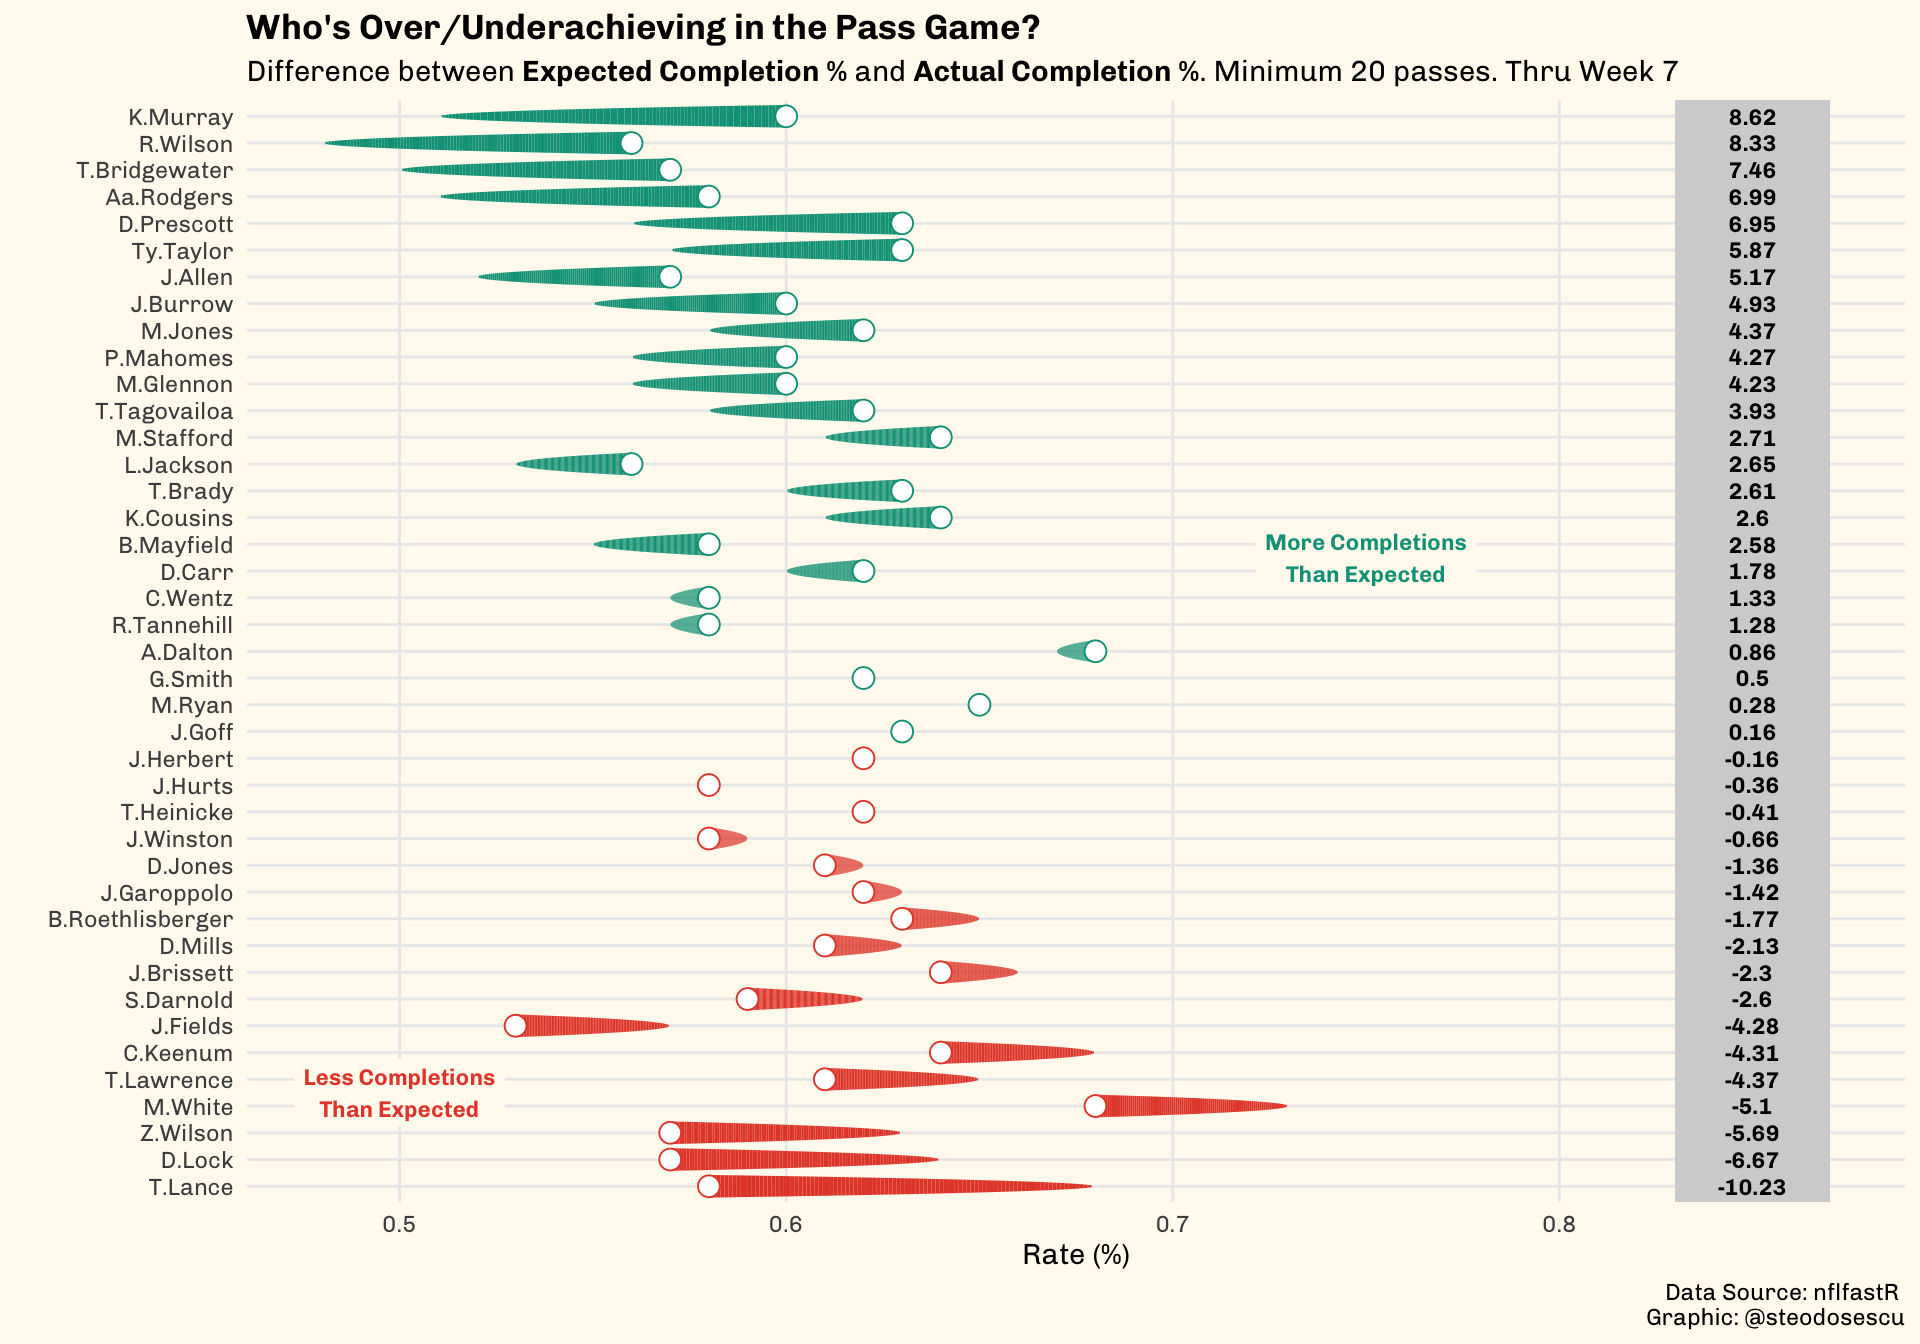 Who's Over/Underachieving in the Pass Game?
Difference between Expected Completion % and Actual Completion %. Minimum 20 passes. Thru Week 7
K.Murray 8.62
R.Wilson 8.33
T.Bridgewater 7.46
Aa.Rodgers 6.99
D.Prescott 6.95
Ty.Taylor 5.87
J.Allen 5.17
J.Burrow 4.93
M.Jones 4.37
P.Mahomes 4.27
M.Glennon 4.23
T.Tagovailoa 3.93
M.Stafford 2.71
L.Jackson 2.65
T.Brady 2.61
K.Cousins 2.6
B.Mayfield 2.58
More Completions
Than Expected
D.Carr 1.78
C.Wentz 1.33
R.Tannehill 1.28
A.Dalton 0.86
G.Smith 0.5
M.Ryan 0.28
J.Goff 0.16
J.Herbert -0.16
J.Hurts -0.36
T.Heinicke -0.41
J.Winston -0.66
D.Jones -1.36
J.Garoppolo -1.42
B.Roethlisberger -1.77
D.Mills -2.13
J.Brissett -2.3
S.Darnold -2.6
J.Fields -4.28
C.Keenum -4.31
T.Lawrence -4.37
Less Completions
Than Expected
M.White -5.1
Z.Wilson -5.69
D.Lock -6.67
T.Lance -10.23
0.5 0.6 0.7 0.8
Rate (%)
Data Source: nflfastR
Graphic: @steodosescu